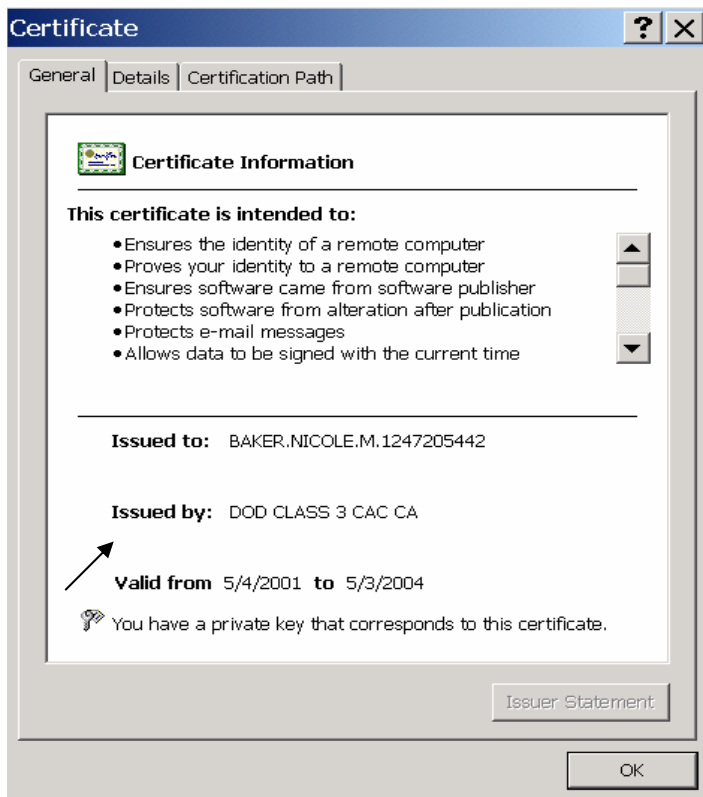 Certificate
General Details Certification Path
Certificate Information
This certificate is intended to:
•Ensures the identity of a remote computer
•Proves your identity to a remote computer
•Ensures software came from software publisher
•Protects software from alteration after publication
•Protects e-mail messages
•Allows data to be signed with the current time
Issued to: BAKER.NICOLE.M.1247205442
Issued by: DOD CLASS 3 CAC CA
Valid from 5/4/2001 to 5/3/2004
You have a private key that corresponds to this certificate.
Issuer Statement
OK